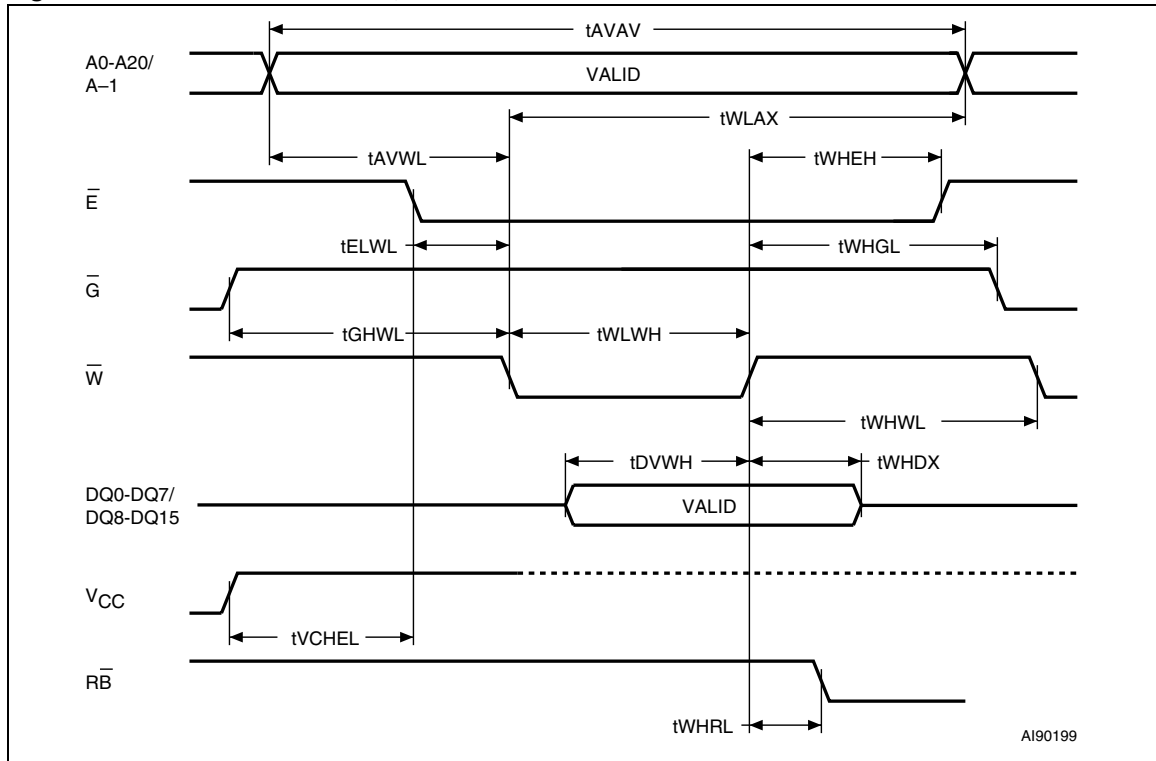 tAVAV
A0-A20/
A–1
VALID
tWLAX
tAVWL
tWHEH
E̅
tELWL
tWHGL
G̅
tGHWL
tWLWH
W̅
tWHWL
tDVWH
tWHDX
DQ0-DQ7/
DQ8-DQ15
VALID
VCC
tVCHEL
RB̅
tWHRL
AI90199